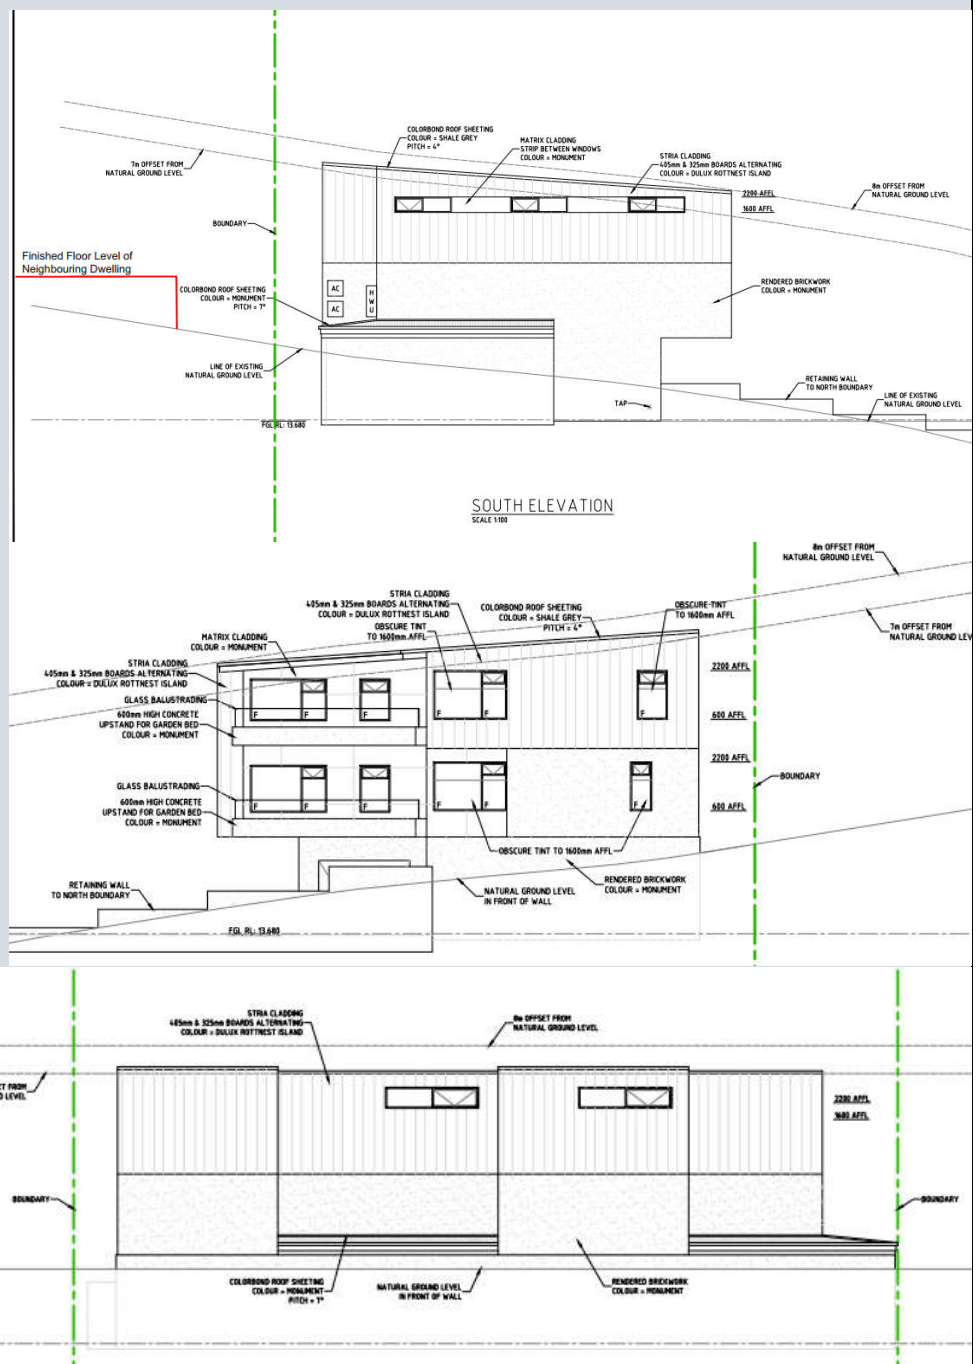 COLORBOND ROOF SHEETING
COLOUR = SHALE GREY
PITCH = 4°
MATRIX CLADDING
STRIP BETWEEN WINDOWS
COLOUR = MONUMENT
STRIA CLADDING
405mm & 325mm BOARDS ALTERNATING
COLOUR = DULUX ROTTNEST ISLAND
7m OFFSET FROM
NATURAL GROUND LEVEL
2200 AFFL
1600 AFFL
8m OFFSET FROM
NATURAL GROUND LEVEL
BOUNDARY
Finished Floor Level of
Neighbouring Dwelling
COLORBOND ROOF SHEETING
COLOUR = MONUMENT
PITCH = 7°
AC
AC
HWU
RENDERED BRICKWORK
COLOUR = MONUMENT
LINE OF EXISTING
NATURAL GROUND LEVEL
RETAINING WALL
TO NORTH BOUNDARY
LINE OF EXISTING
NATURAL GROUND LEVEL
TAP
FGL RL: 13.680
SOUTH ELEVATION
SCALE 1:100
8m OFFSET FROM
NATURAL GROUND LEVEL
STRIA CLADDING
405mm & 325mm BOARDS ALTERNATING
COLOUR = DULUX ROTTNEST ISLAND
OBSCURE TINT
TO 1600mm AFFL
COLORBOND ROOF SHEETING
COLOUR = SHALE GREY
PITCH = 4°
OBSCURE TINT
TO 1600mm AFFL
7m OFFSET FROM
NATURAL GROUND LEV
MATRIX CLADDING
COLOUR = MONUMENT
STRIA CLADDING
405mm & 325mm BOARDS ALTERNATING
COLOUR = DULUX ROTTNEST ISLAND
2200 AFFL
GLASS BALUSTRADING
600mm HIGH CONCRETE
UPSTAND FOR GARDEN BED
COLOUR = MONUMENT
F F F F F F
600 AFFL
2200 AFFL
BOUNDARY
GLASS BALUSTRADING
600mm HIGH CONCRETE
UPSTAND FOR GARDEN BED
COLOUR = MONUMENT
F F F F F F
600 AFFL
OBSCURE TINT TO 1600mm AFFL
RETAINING WALL
TO NORTH BOUNDARY
NATURAL GROUND LEVEL
IN FRONT OF WALL
RENDERED BRICKWORK
COLOUR = MONUMENT
FGL RL: 13.680
STRIA CLADDING
405mm & 325mm BOARDS ALTERNATING
COLOUR = DULUX ROTTNEST ISLAND
8m OFFSET FROM
NATURAL GROUND LEVEL
ET FROM
D LEVEL
2200 AFFL
1600 AFFL
BOUNDARY
BOUNDARY
COLORBOND ROOF SHEETING
COLOUR = MONUMENT
PITCH = 7°
NATURAL GROUND LEVEL
IN FRONT OF WALL
RENDERED BRICKWORK
COLOUR = MONUMENT